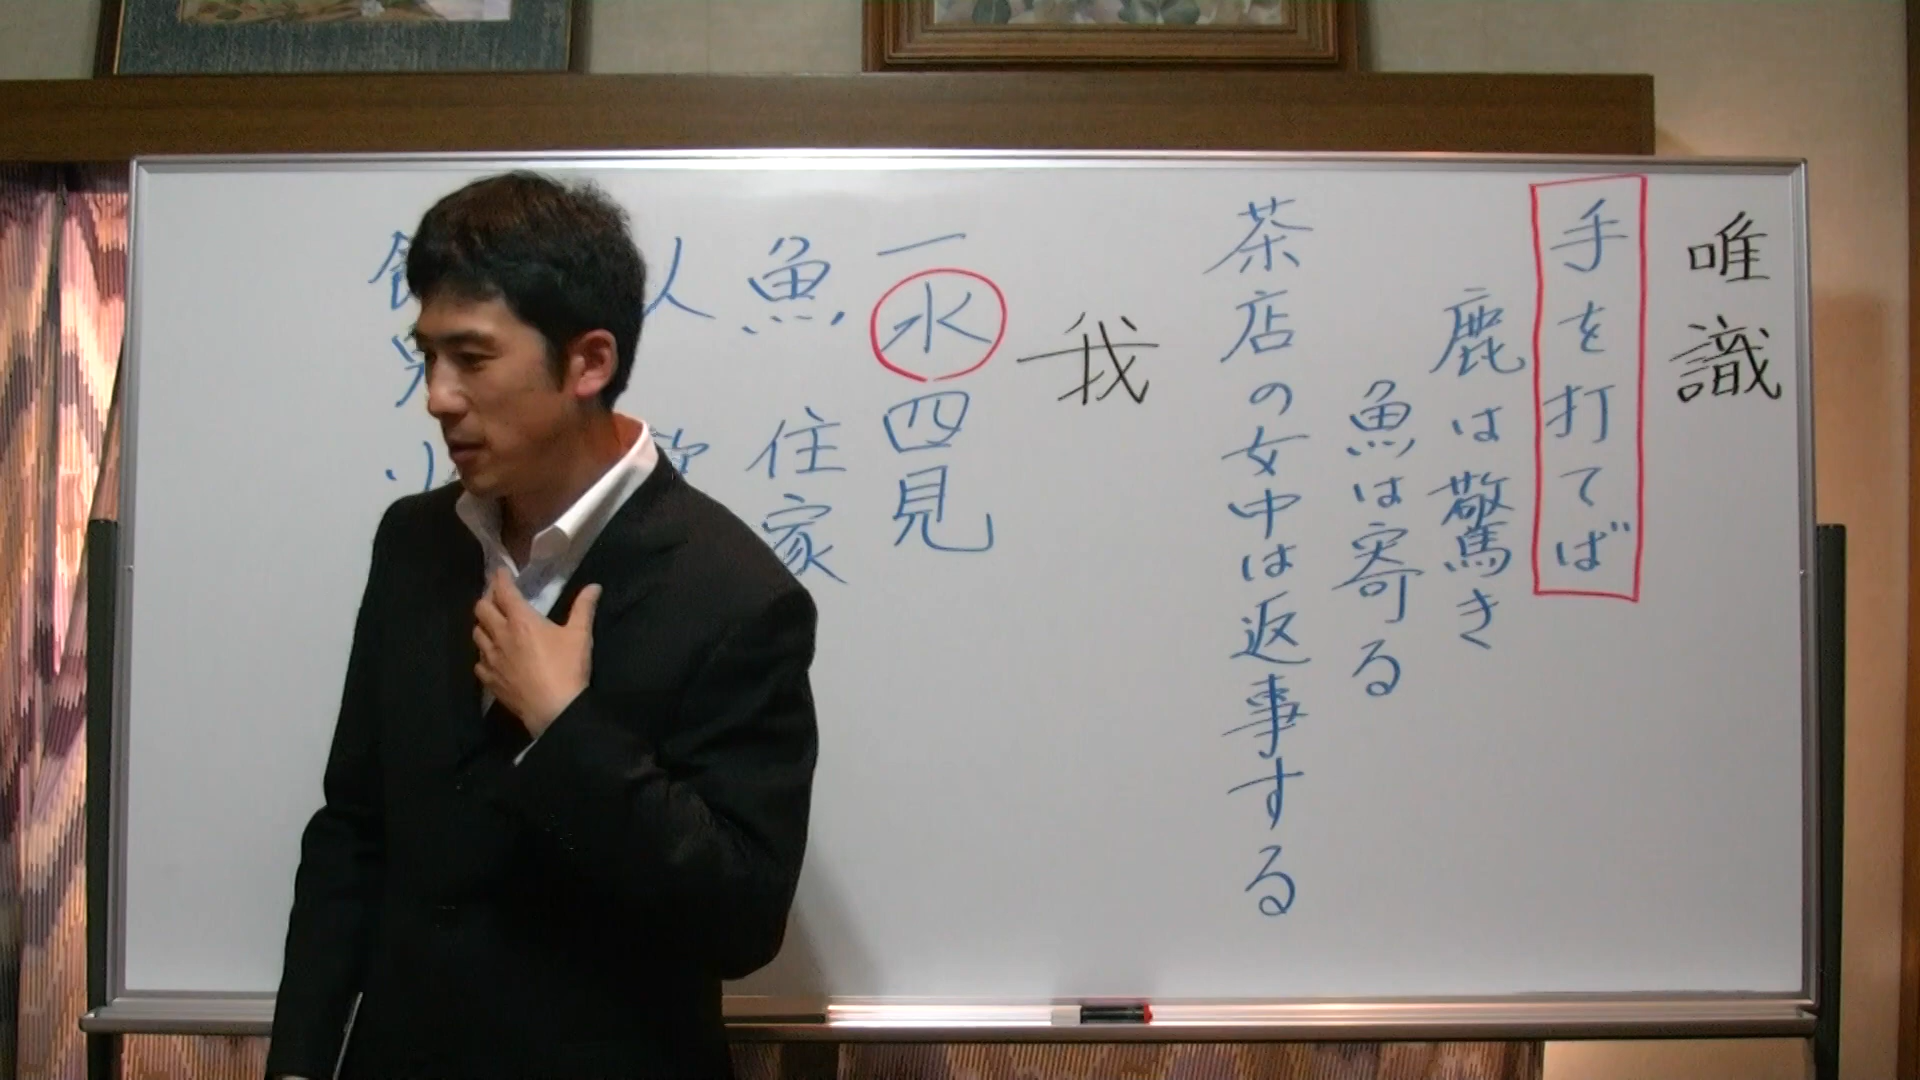 唯識
手を打てば
鹿は驚き
魚は寄る
茶店の女中は返事する
我
一水四見
魚 住家
人